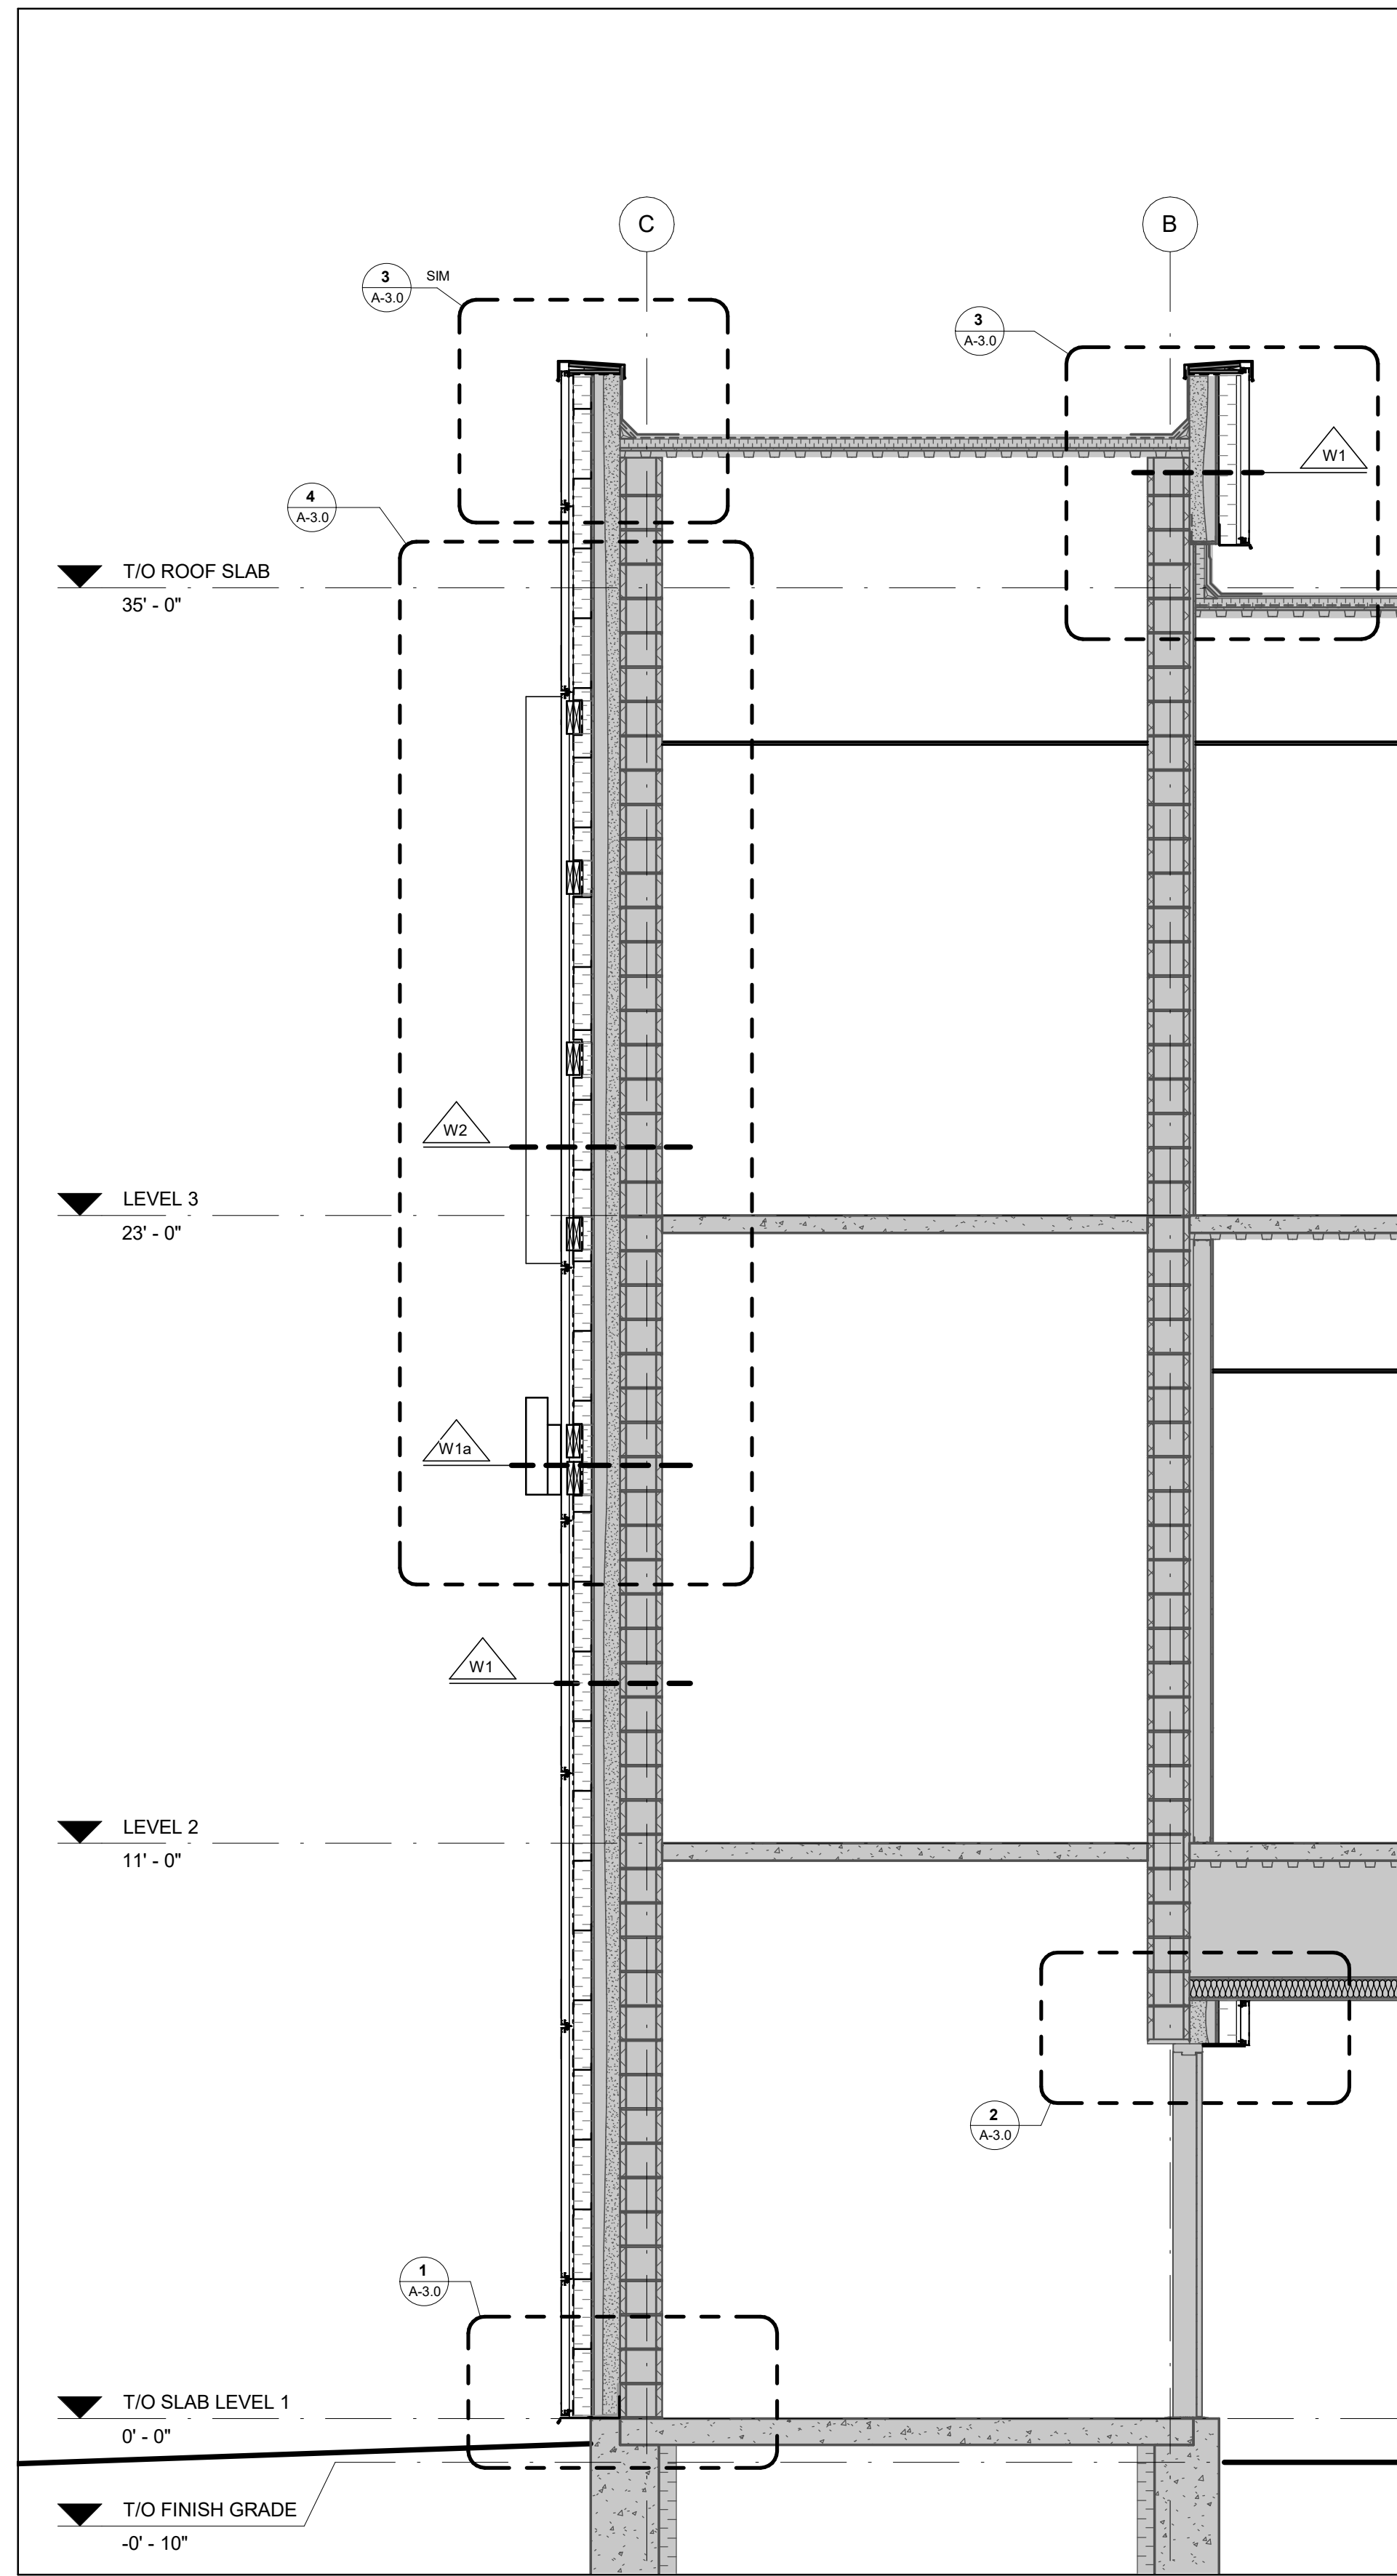 C
B
3
SIM
A-3.0
3
A-3.0
W1
4
A-3.0
T/O ROOF SLAB
35' - 0"
W2
LEVEL 3
23' - 0"
W1a
W1
LEVEL 2
11' - 0"
2
A-3.0
1
A-3.0
T/O SLAB LEVEL 1
0' - 0"
T/O FINISH GRADE
-0' - 10"